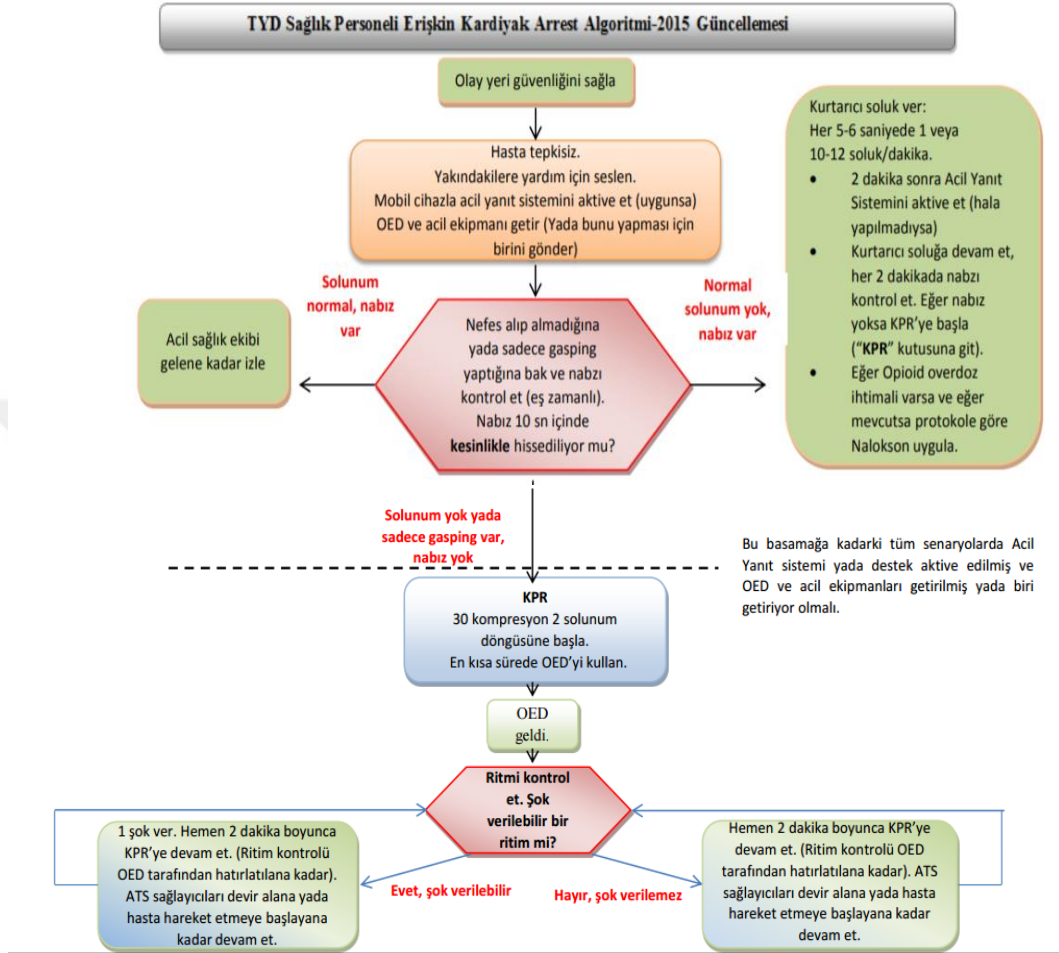 TYD Sağlık Personeli Erişkin Kardiyak Arrest Algoritmi-2015 Güncellemesi
Olay yeri güvenliğini sağla
Hasta tepkisiz.
Yakındakilere yardım için seslen.
Mobil cihazla acil yanıt sistemini aktive et (uygunsa)
OED ve acil ekipmanı getir (Yada bunu yapması için
birini gönder)
Kurtarıcı soluk ver:
Her 5-6 saniyede 1 veya
10-12 soluk/dakika.
• 2 dakika sonra Acil Yanıt
Sistemini aktive et (hala
yapılmadıysa)
• Kurtarıcı soluğa devam et,
her 2 dakikada nabzı
kontrol et. Eğer nabız
yoksa KPR’ye başla
(“KPR” kutusuna git).
• Eğer Opioid overdoz
ihtimali varsa ve eğer
mevcutsa protokole göre
Nalokson uygula.
Solunum
normal, nabız
var
Normal
solunum yok,
nabız var
Acil sağlık ekibi
gelene kadar izle
Nefes alıp almadığına
yada sadece gasping
yaptığına bak ve nabzı
kontrol et (eş zamanlı).
Nabız 10 sn içinde
kesinlikle hissediliyor mu?
Solunum yok yada
sadece gasping var,
nabız yok
Bu basamağa kadarki tüm senaryolarda Acil
Yanıt sistemi yada destek aktive edilmiş ve
OED ve acil ekipmanları getirilmiş yada biri
getiriyor olmalı.
KPR
30 kompresyon 2 solunum
döngüsüne başla.
En kısa sürede OED’yi kullan.
OED
geldi.
Ritmi kontrol
et. Şok
verilebilir bir
ritim mi?
1 şok ver. Hemen 2 dakika boyunca
KPR’ye devam et. (Ritim kontrolü
OED tarafından hatırlatılana kadar).
ATS sağlayıcıları devir alana yada
hasta hareket etmeye başlayana
kadar devam et.
Evet, şok verilebilir
Hayır, şok verilemez
Hemen 2 dakika boyunca KPR’ye
devam et. (Ritim kontrolü OED
tarafından hatırlatılana kadar). ATS
sağlayıcıları devir alana yada hasta
hareket etmeye başlayana kadar
devam et.